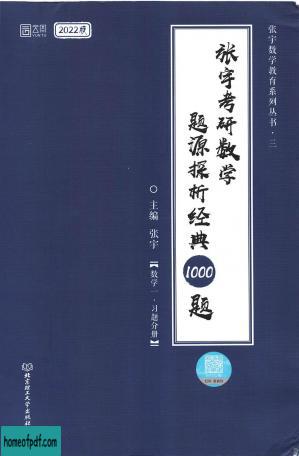 云图
2022版
张宇数学教育系列丛书·三
张宇考研数学
题源探析经典1000题
主编 张宇
【数学一·习题分册】
北京理工大学出版社
homeofpdf.com